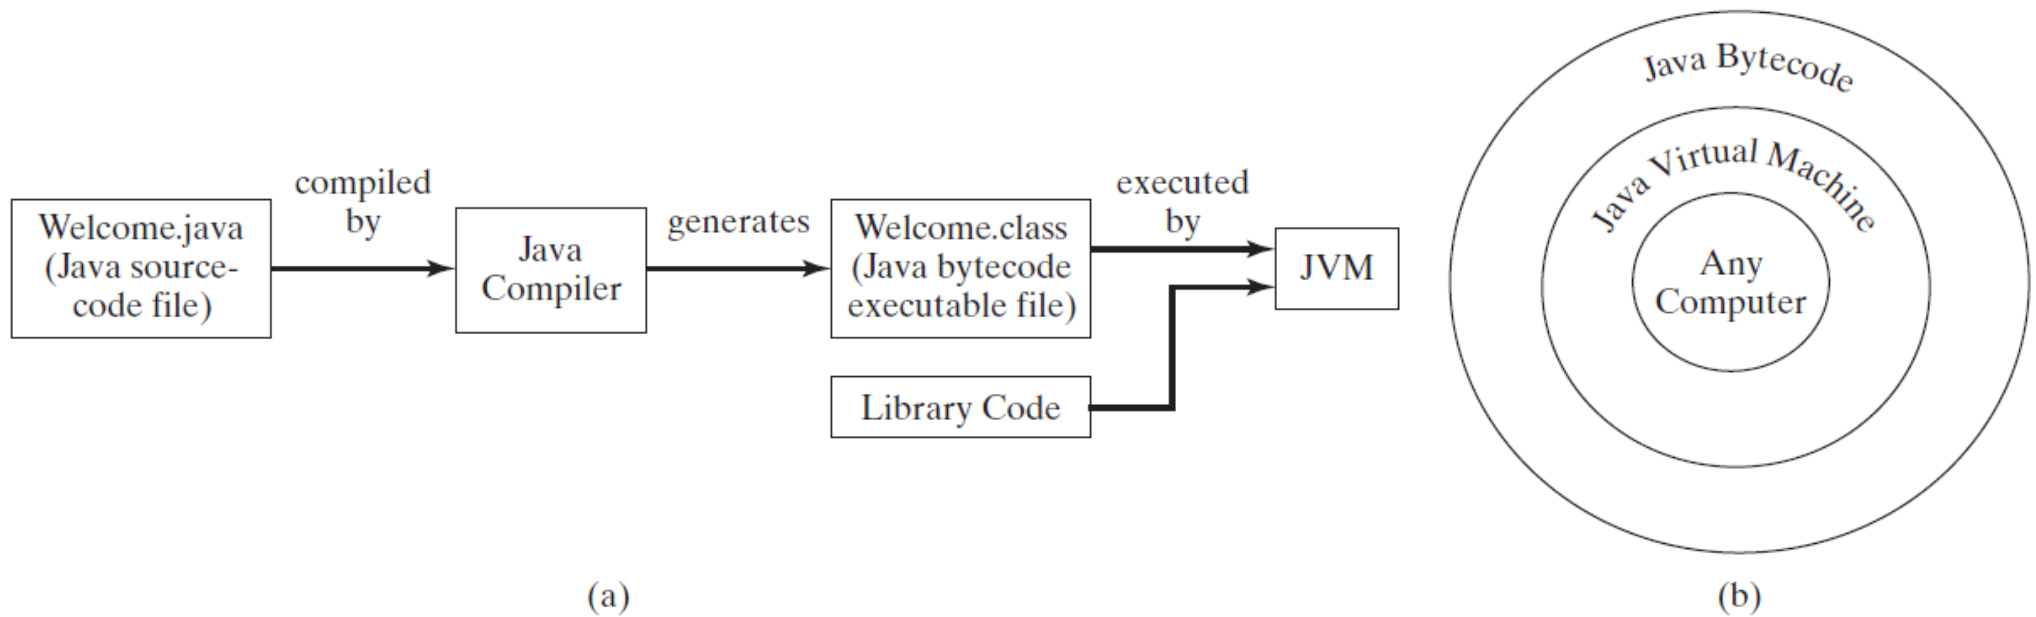 compiled
by
Welcome.java
(Java source-
code file)
Java
Compiler
generates
Welcome.class
(Java bytecode
executable file)
executed
by
JVM
Library Code
(a)
Java Bytecode
Java Virtual Machine
Any
Computer
(b)